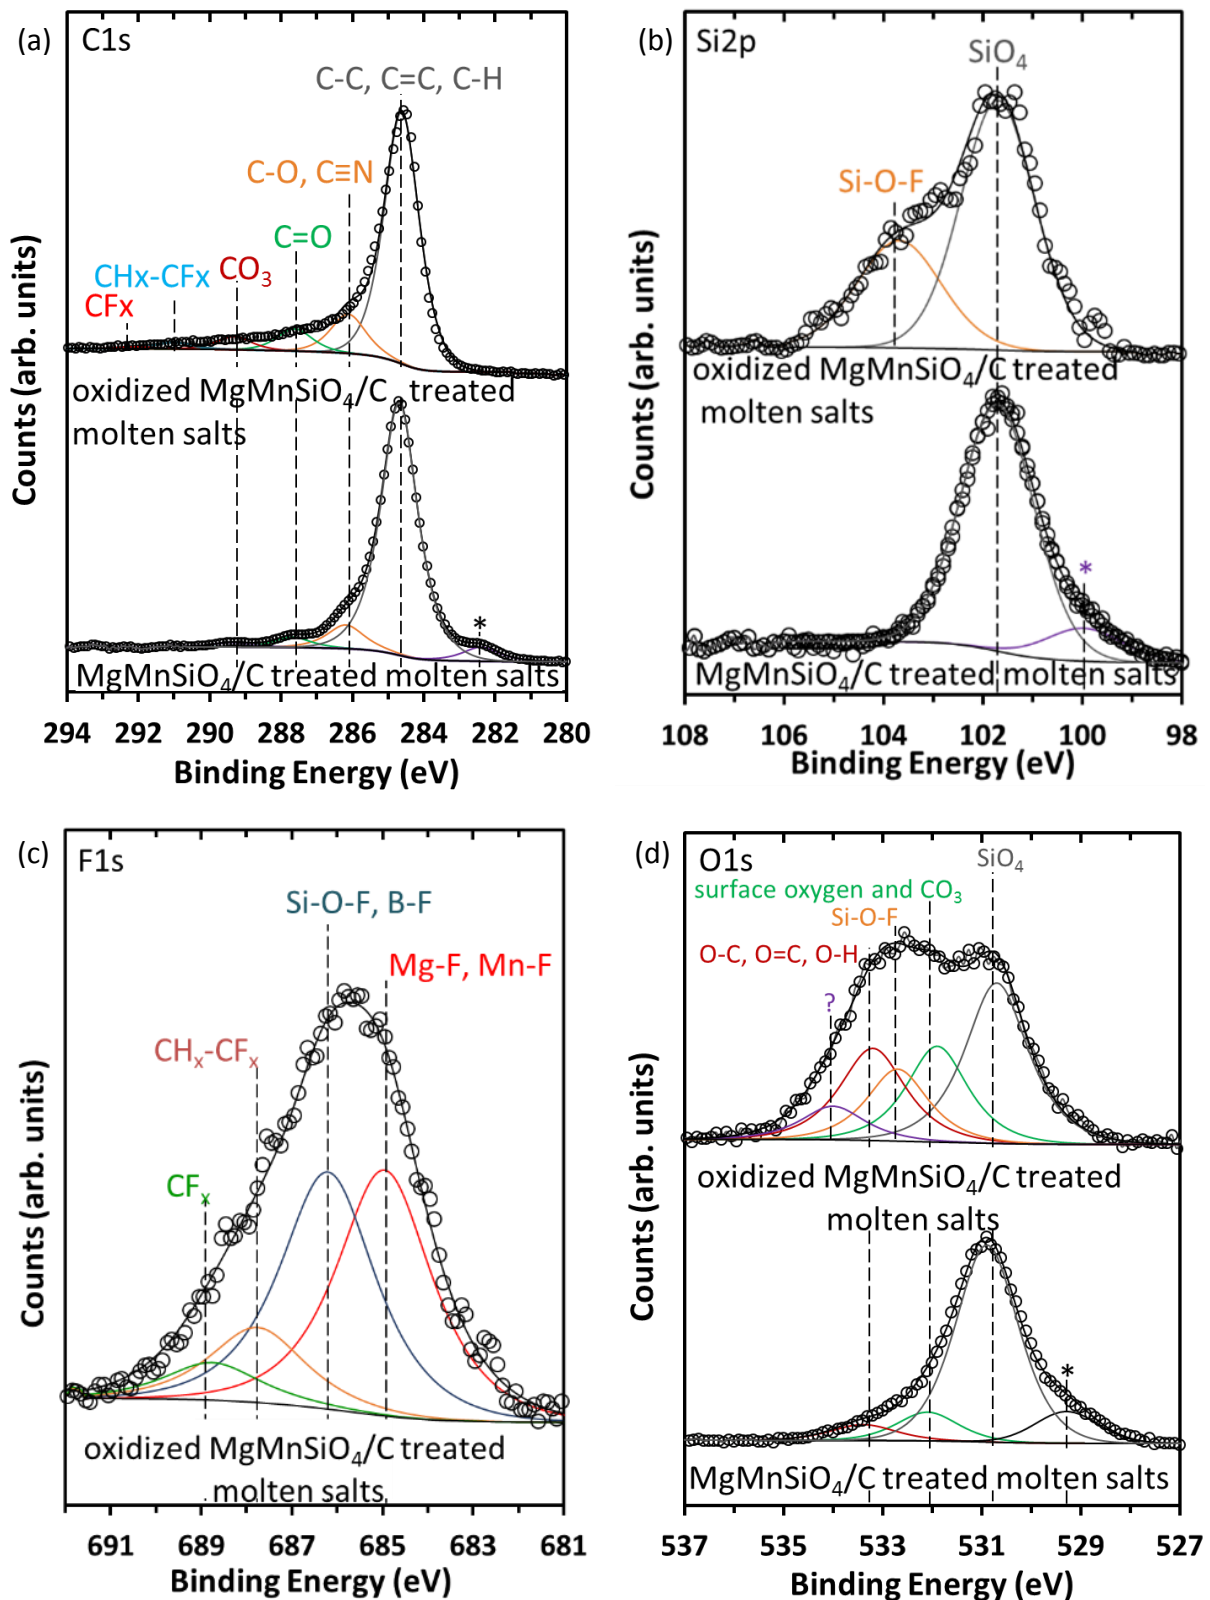 (a)
C1s
C-C, C=C, C-H
C-O, C≡N
C=O
CO₃
CHx-CFx
CFx
oxidized MgMnSiO₄/C treated
molten salts
*
MgMnSiO₄/C treated molten salts
Counts (arb. units)
294 292 290 288 286 284 282 280
Binding Energy (eV)
(b)
Si2p
SiO₄
Si-O-F
oxidized MgMnSiO₄/C treated
molten salts
*
MgMnSiO₄/C treated molten salts
Counts (arb. units)
108 106 104 102 100 98
Binding Energy (eV)
(c)
F1s
Si-O-F, B-F
Mg-F, Mn-F
CHₓ-CFₓ
CFₓ
oxidized MgMnSiO₄/C treated
molten salts
Counts (arb. units)
691 689 687 685 683 681
Binding Energy (eV)
(d)
O1s
SiO₄
surface oxygen and CO₃
Si-O-F
O-C, O=C, O-H
?
oxidized MgMnSiO₄/C treated
molten salts
*
MgMnSiO₄/C treated molten salts
Counts (arb. units)
537 535 533 531 529 527
Binding Energy (eV)